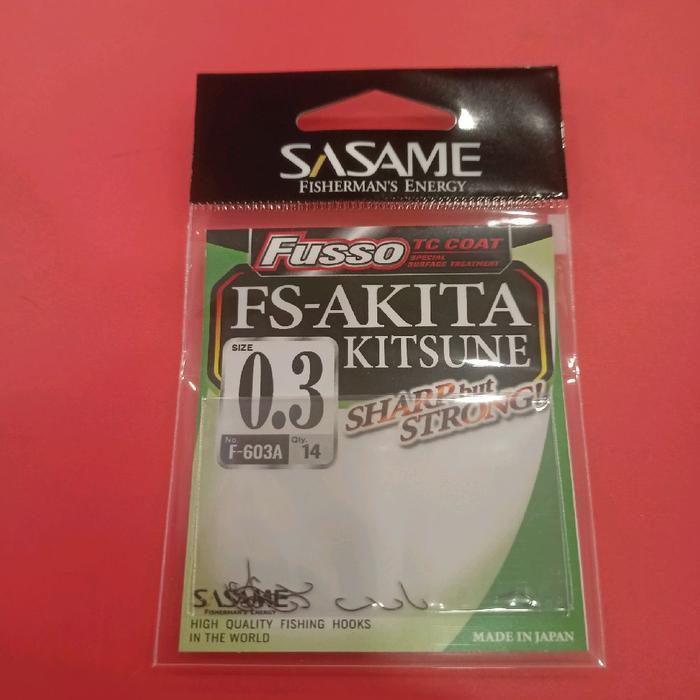 SASAME
FISHERMAN'S ENERGY
Fusso TC COAT
SPECIAL
SURFACE TREATMENT
FS-AKITA
KITSUNE
SIZE
0.3
SHARP but
STRONG!!
No. Qty.
F-603A 14
SASAME
FISHERMAN'S ENERGY
HIGH QUALITY FISHING HOOKS
IN THE WORLD
MADE IN JAPAN